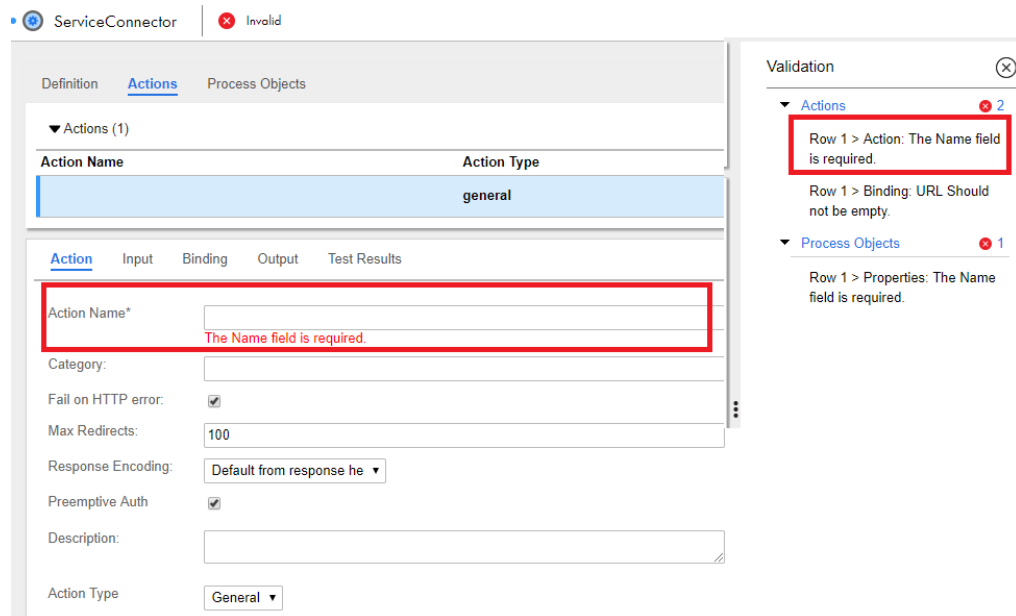 ServiceConnector
Invalid
Definition
Actions
Process Objects
Actions (1)
Action Name
Action Type
general
Action
Input
Binding
Output
Test Results
Action Name*
The Name field is required.
Category:
Fail on HTTP error:
Max Redirects:
100
Response Encoding:
Default from response he
Preemptive Auth
Description:
Action Type
General
Validation
Actions
2
Row 1 > Action: The Name field
is required.
Row 1 > Binding: URL Should
not be empty.
Process Objects
1
Row 1 > Properties: The Name
field is required.